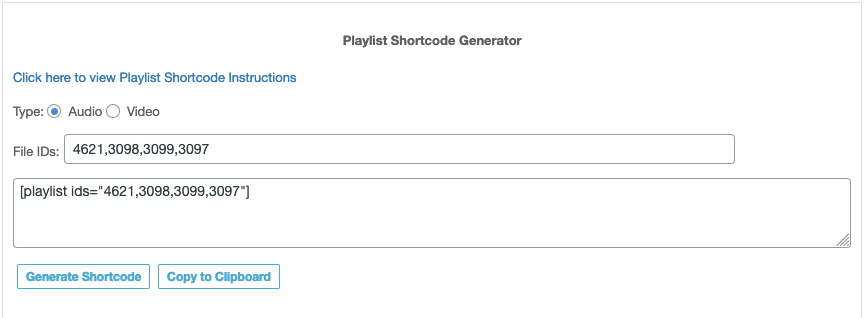 Playlist Shortcode Generator
Click here to view Playlist Shortcode Instructions
Type: Audio Video
File IDs: 4621,3098,3099,3097
[playlist ids="4621,3098,3099,3097"]
Generate Shortcode Copy to Clipboard